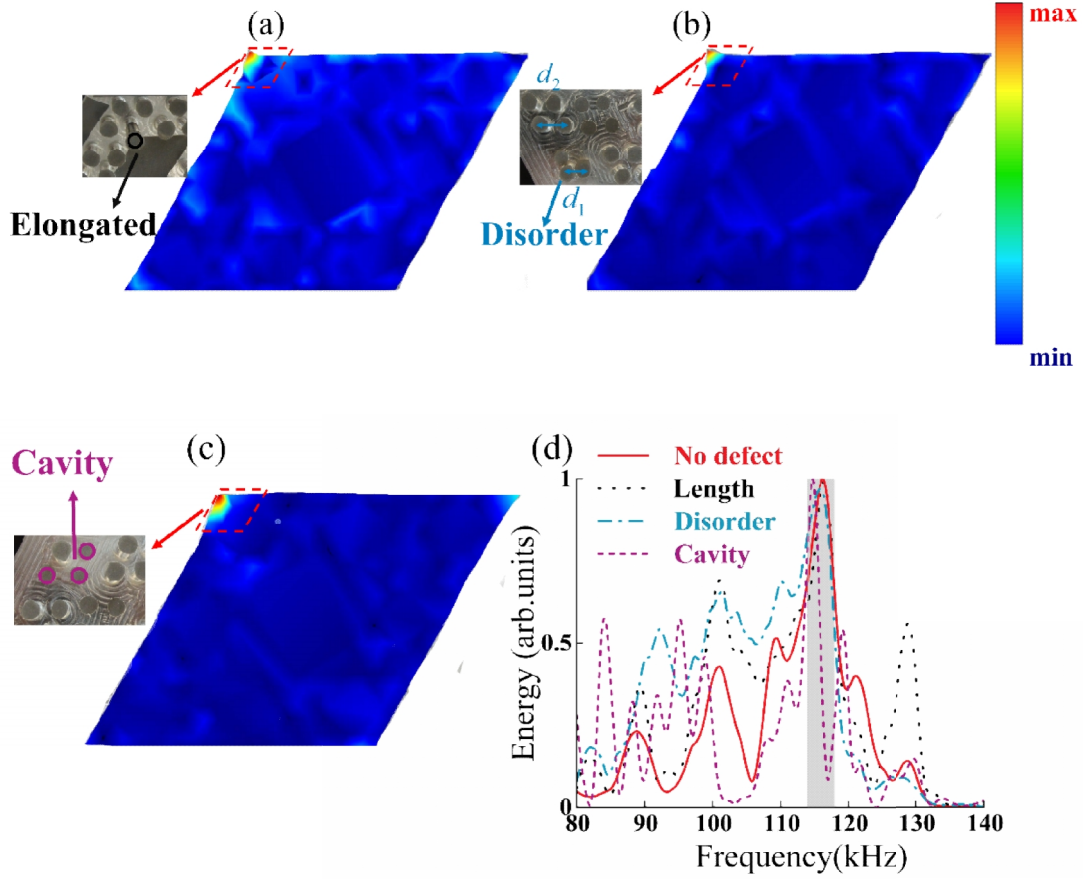 (a)
(b)
max
min
d2
d1
Elongated
Disorder
Cavity
(c)
(d)
No defect
Length
Disorder
Cavity
Energy (arb.units)
1
0.5
0
80
90
100
110
120
130
140
Frequency(kHz)